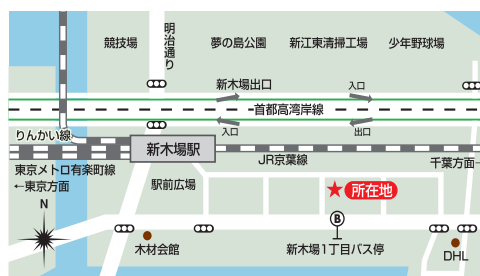 競技場
明治通り
夢の島公園
新江東清掃工場
少年野球場
新木場出口
入口
首都高湾岸線
入口
出口
りんかい線
新木場駅
JR京葉線
千葉方面→
東京メトロ有楽町線
←東京方面
駅前広場
★所在地
N
B
木材会館
新木場1丁目バス停
DHL